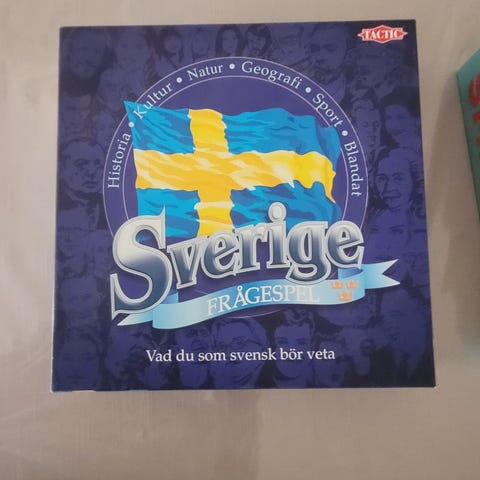 TACTIC
Historia • Kultur • Natur • Geografi • Sport • Blandat
Sverige
FRÅGESPEL
Vad du som svensk bör veta